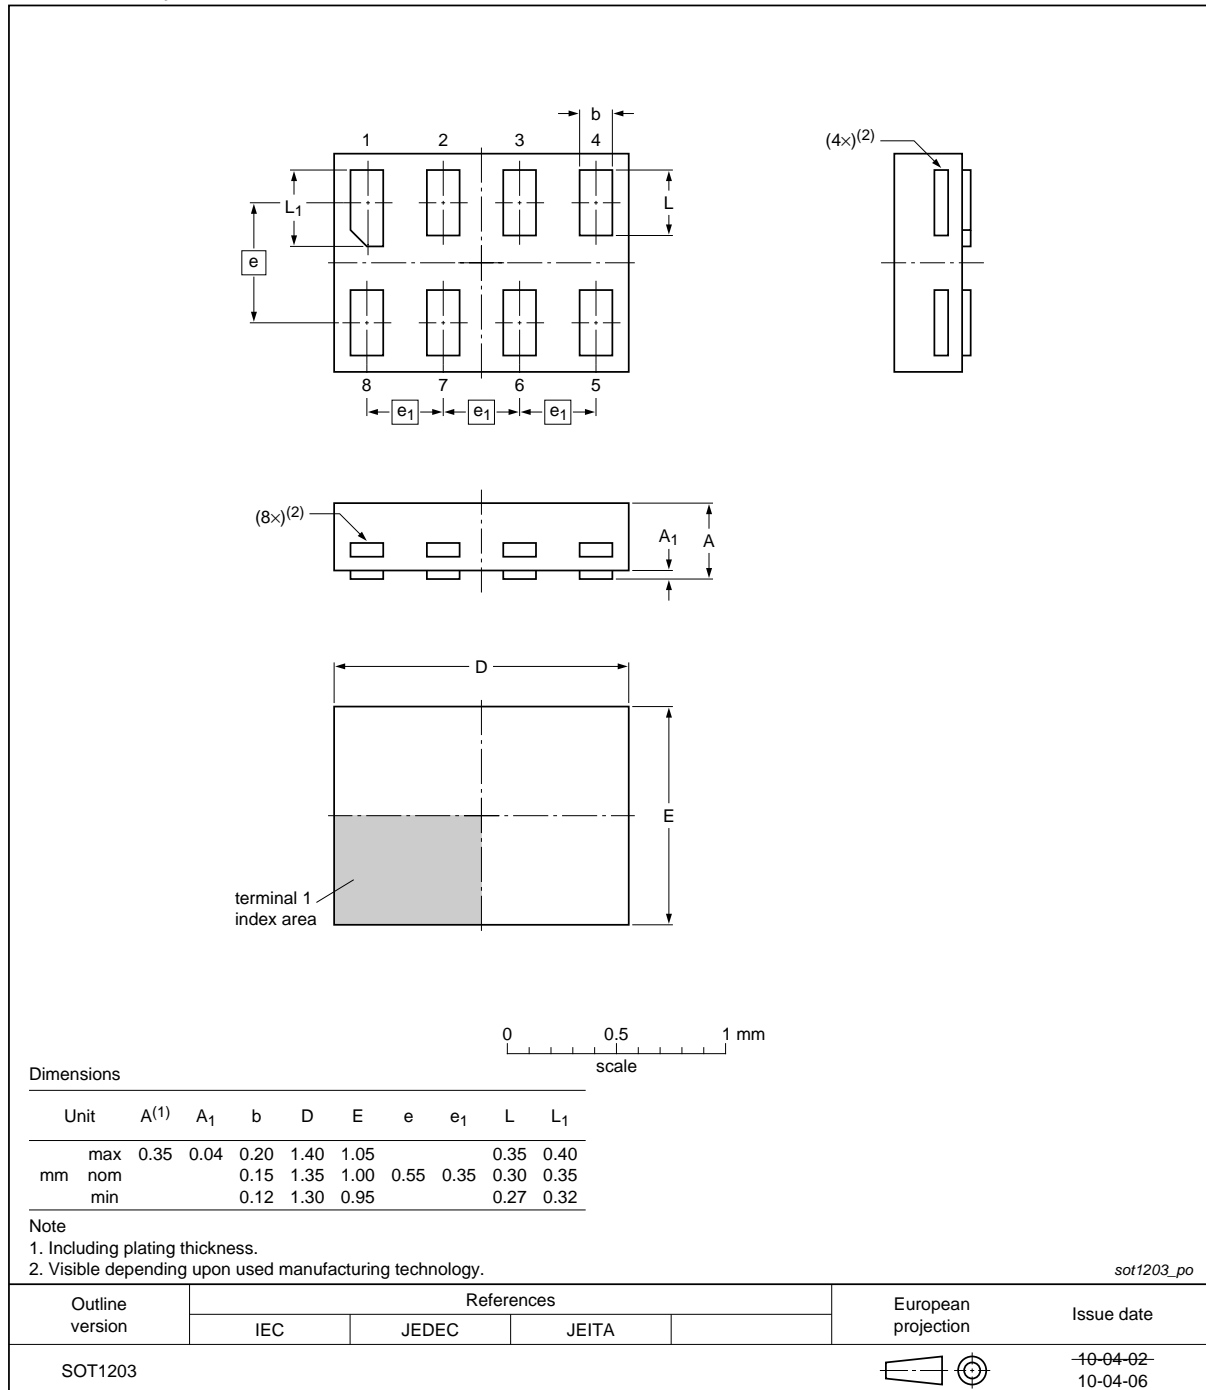 b
1 2 3 4
(4×)(2)
L1
L
e
8 7 6 5
e1 e1 e1
(8×)(2)
A1
A
D
E
terminal 1
index area
0 0.5 1 mm
scale
Dimensions
Unit A(1) A1 b D E e e1 L L1
max 0.35 0.04 0.20 1.40 1.05 0.35 0.40
mm nom 0.15 1.35 1.00 0.55 0.35 0.30 0.35
min 0.12 1.30 0.95 0.27 0.32
Note
1. Including plating thickness.
2. Visible depending upon used manufacturing technology.
sot1203_po
Outline version
References
European projection
Issue date
IEC JEDEC JEITA
SOT1203
10-04-02
10-04-06